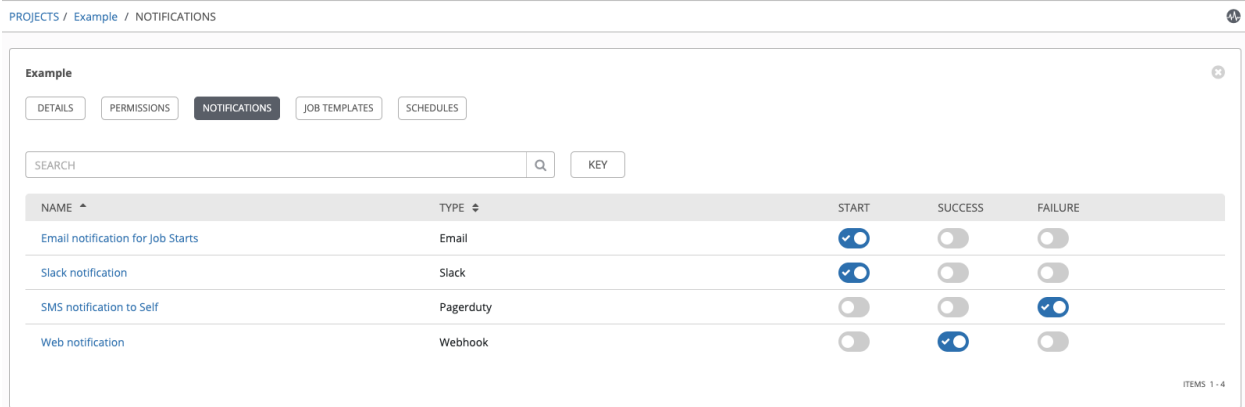 PROJECTS / Example / NOTIFICATIONS
Example
DETAILS PERMISSIONS NOTIFICATIONS JOB TEMPLATES SCHEDULES
SEARCH KEY
NAME TYPE START SUCCESS FAILURE
Email notification for Job Starts Email
Slack notification Slack
SMS notification to Self Pagerduty
Web notification Webhook
ITEMS 1 - 4